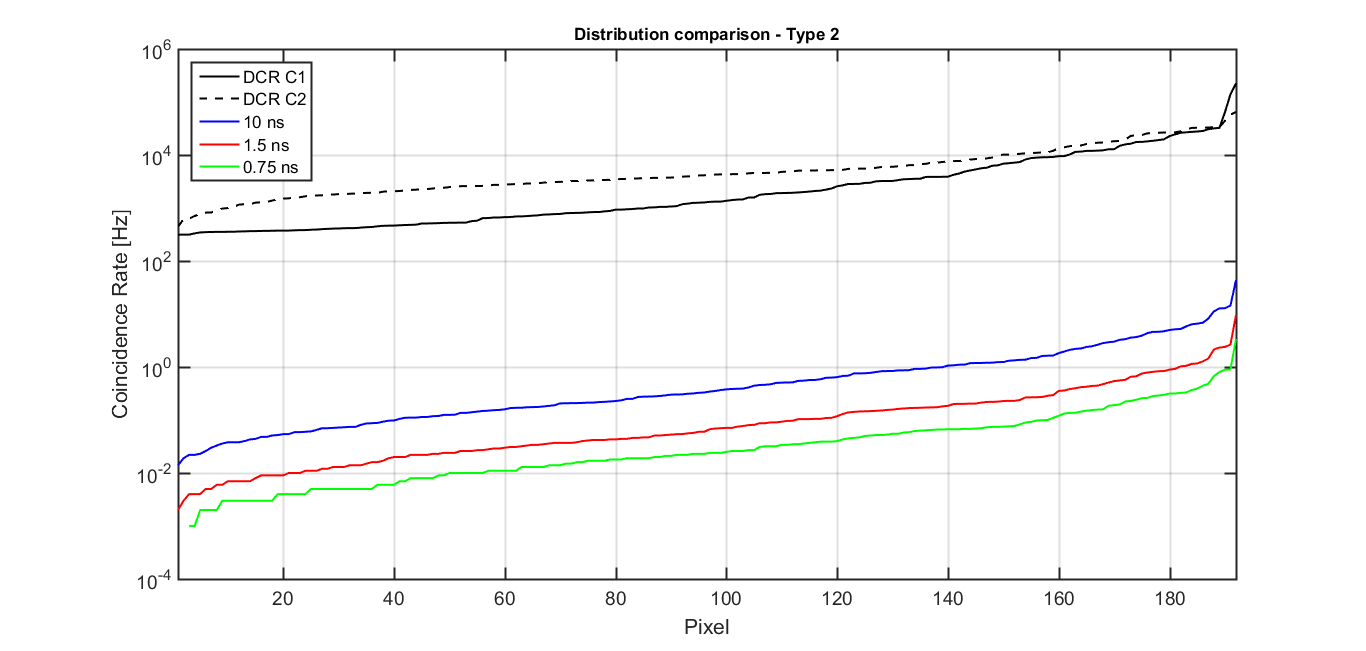 Distribution comparison - Type 2
DCR C1
DCR C2
10 ns
1.5 ns
0.75 ns
Coincidence Rate [Hz]
10^6
10^4
10^2
10^0
10^-2
10^-4
20 40 60 80 100 120 140 160 180
Pixel